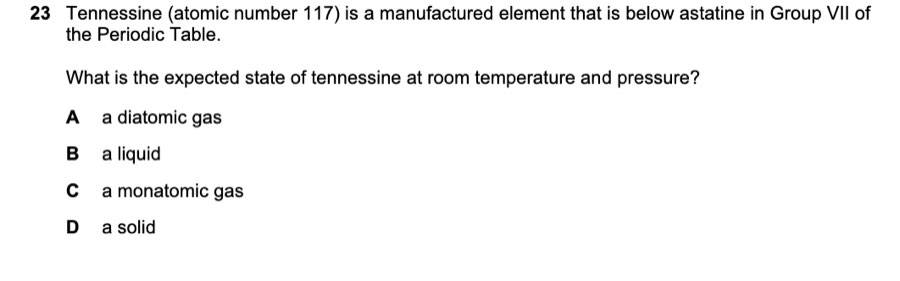 23 Tennessine (atomic number 117) is a manufactured element that is below astatine in Group VII of
the Periodic Table.
What is the expected state of tennessine at room temperature and pressure?
A a diatomic gas
B a liquid
C a monatomic gas
D a solid